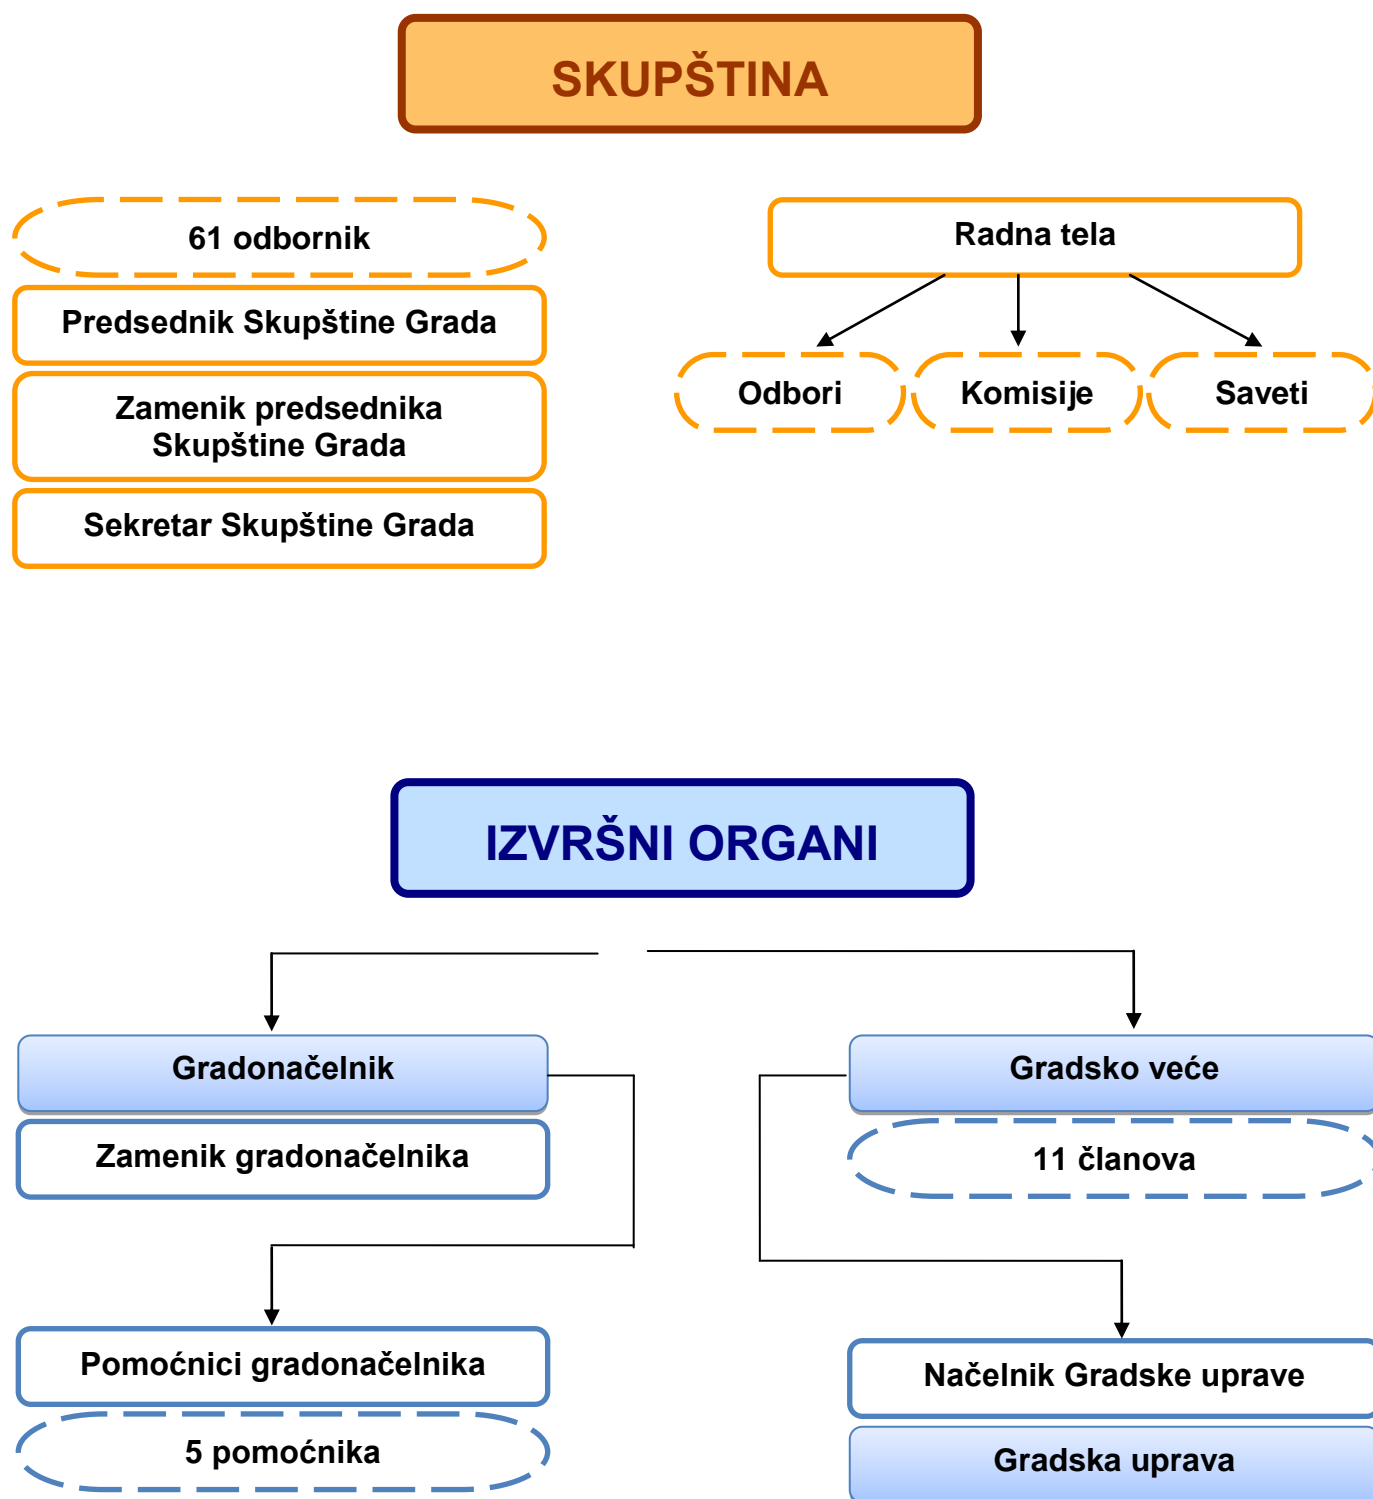 SKUPŠTINA
61 odbornik
Predsednik Skupštine Grada
Zamenik predsednika
Skupštine Grada
Sekretar Skupštine Grada
Radna tela
Odbori
Komisije
Saveti
IZVRŠNI ORGANI
Gradonačelnik
Zamenik gradonačelnika
Pomoćnici gradonačelnika
5 pomoćnika
Gradsko veće
11 članova
Načelnik Gradske uprave
Gradska uprava